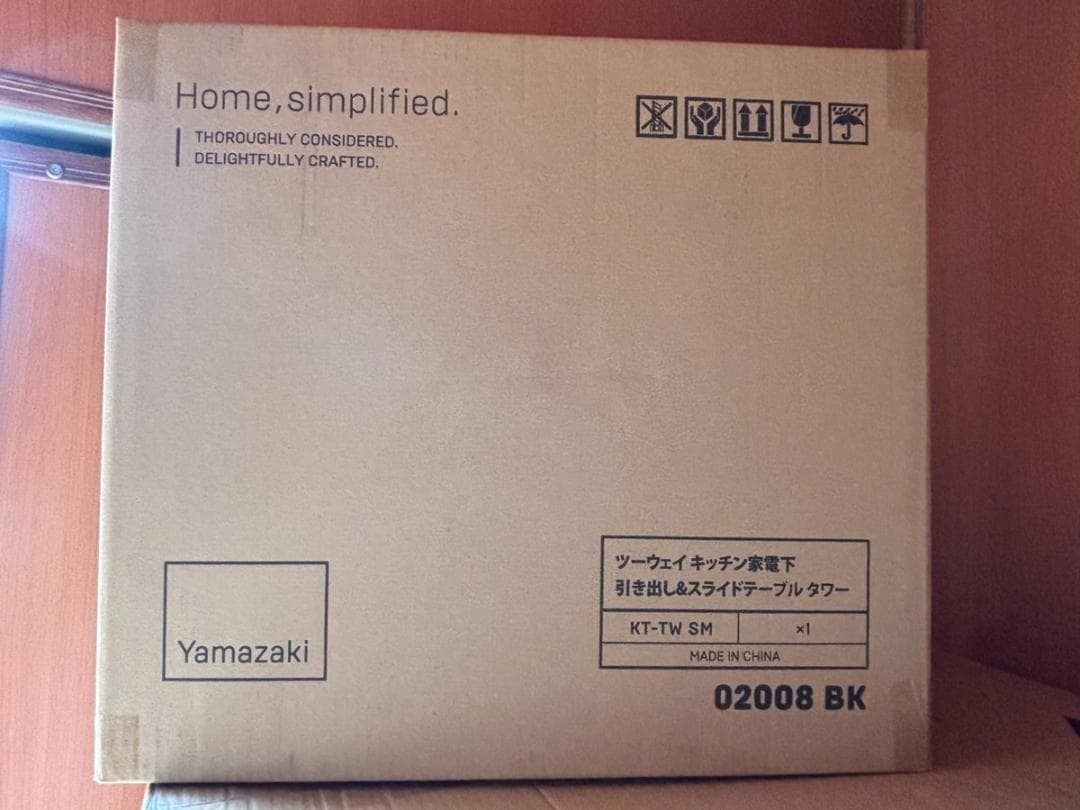 Home, simplified.
THOROUGHLY CONSIDERED.
DELIGHTFULLY CRAFTED.
Yamazaki
ツーウェイ キッチン家電下
引き出し&スライドテーブル タワー
KT-TW SM ×1
MADE IN CHINA
02008 BK